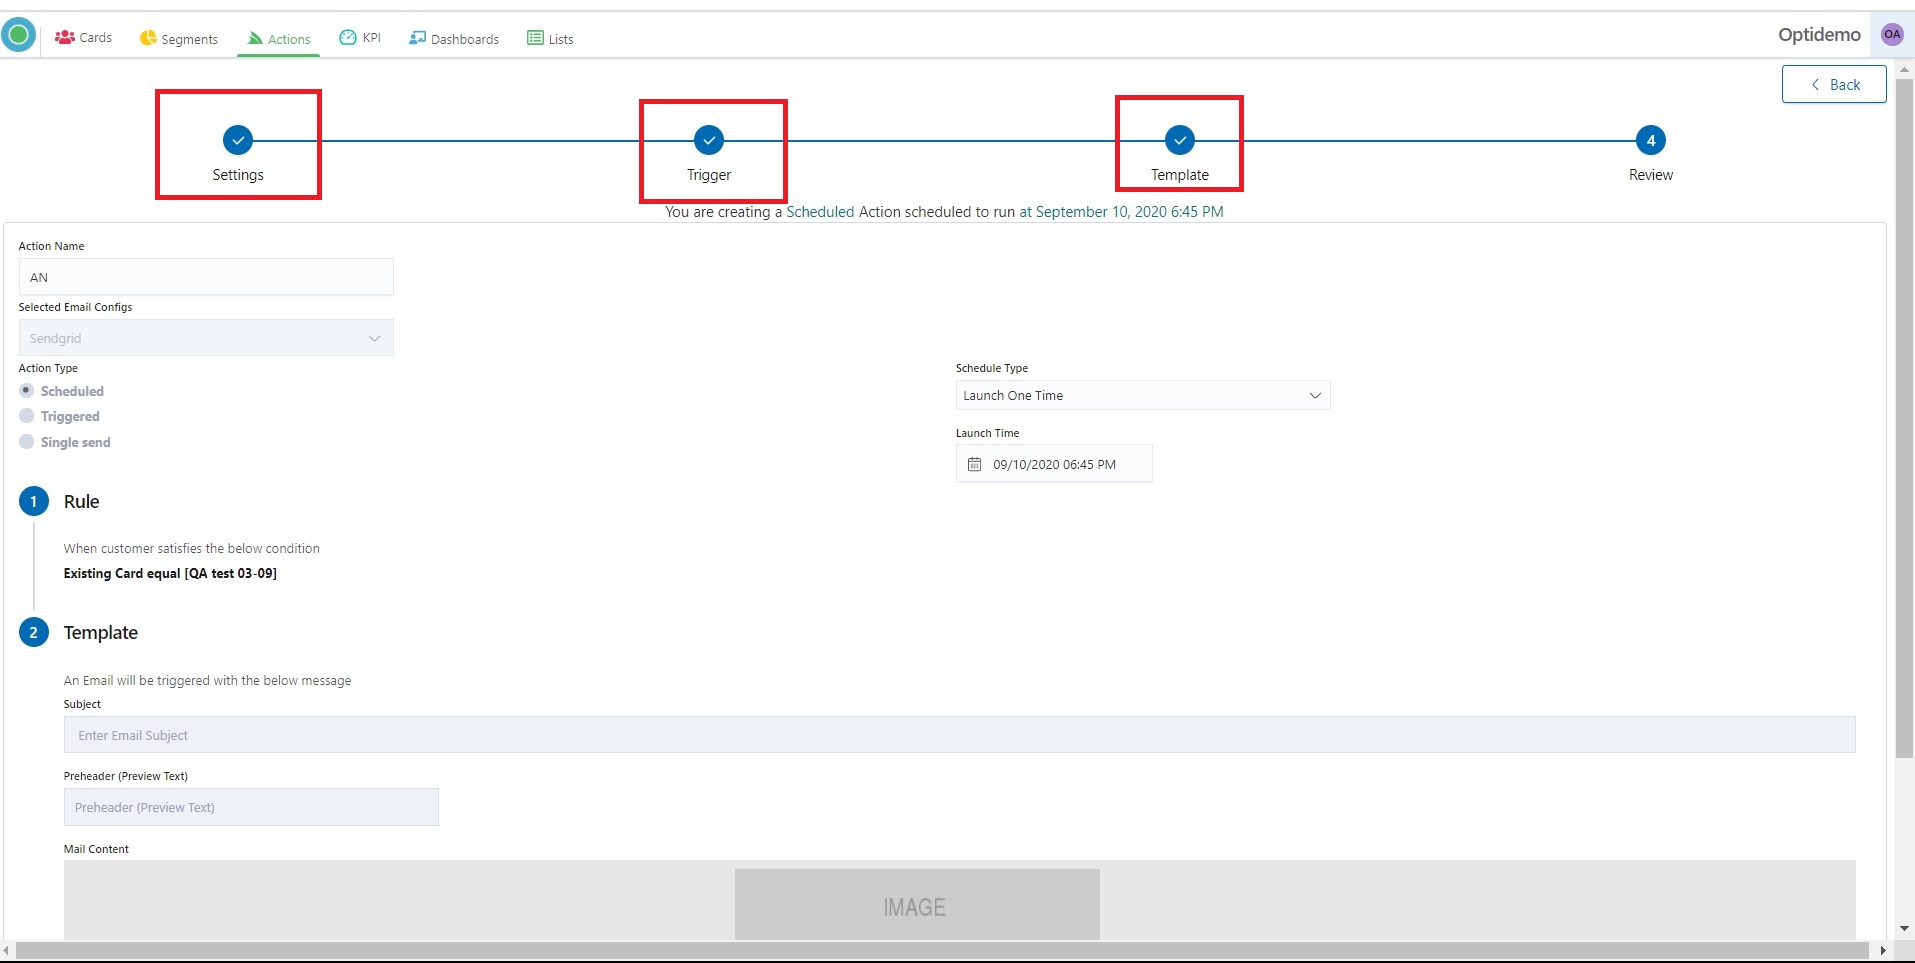 Cards
Segments
Actions
KPI
Dashboards
Lists
Optidemo
OA
Back
4
Settings
Trigger
Template
Review
You are creating a Scheduled Action scheduled to run at September 10, 2020 6:45 PM
Action Name
AN
Selected Email Configs
Sendgrid
Action Type
Schedule Type
Scheduled
Launch One Time
Triggered
Launch Time
Single send
09/10/2020 06:45 PM
1 Rule
When customer satisfies the below condition
Existing Card equal [QA test 03-09]
2 Template
An Email will be triggered with the below message
Subject
Enter Email Subject
Preheader (Preview Text)
Preheader (Preview Text)
Mail Content
IMAGE